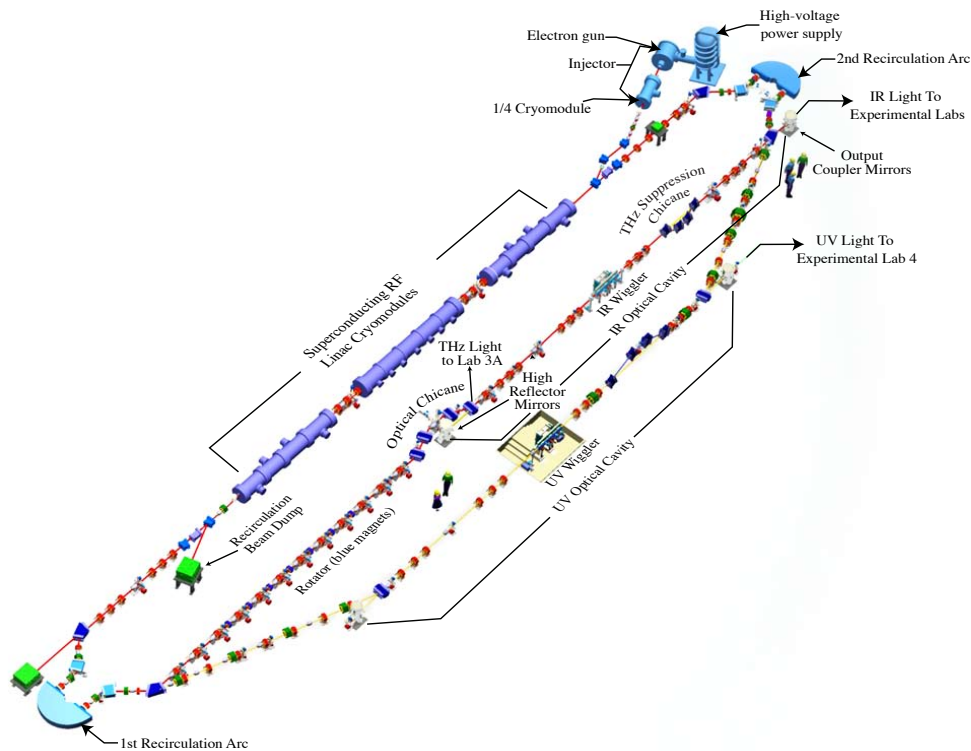 High-voltage
power supply
Electron gun
Injector
2nd Recirculation Arc
1/4 Cryomodule
IR Light To
Experimental Labs
Output
Coupler Mirrors
THz Suppression
Chicane
UV Light To
Experimental Lab 4
Superconducting RF
Linac Cryomodules
IR Wiggler
IR Optical Cavity
THz Light
to Lab 3A
High
Reflector
Mirrors
Optical Chicane
UV Wiggler
UV Optical Cavity
Recirculation
Beam Dump
Rotator (blue magnets)
1st Recirculation Arc